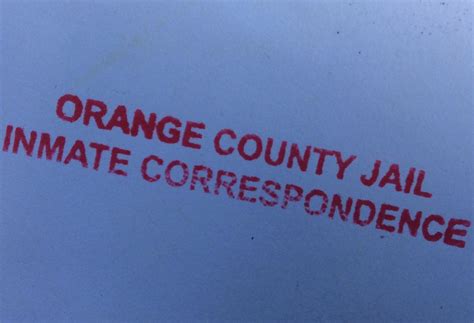 ORANGE COUNTY JAIL
INMATE CORRESPONDENCE